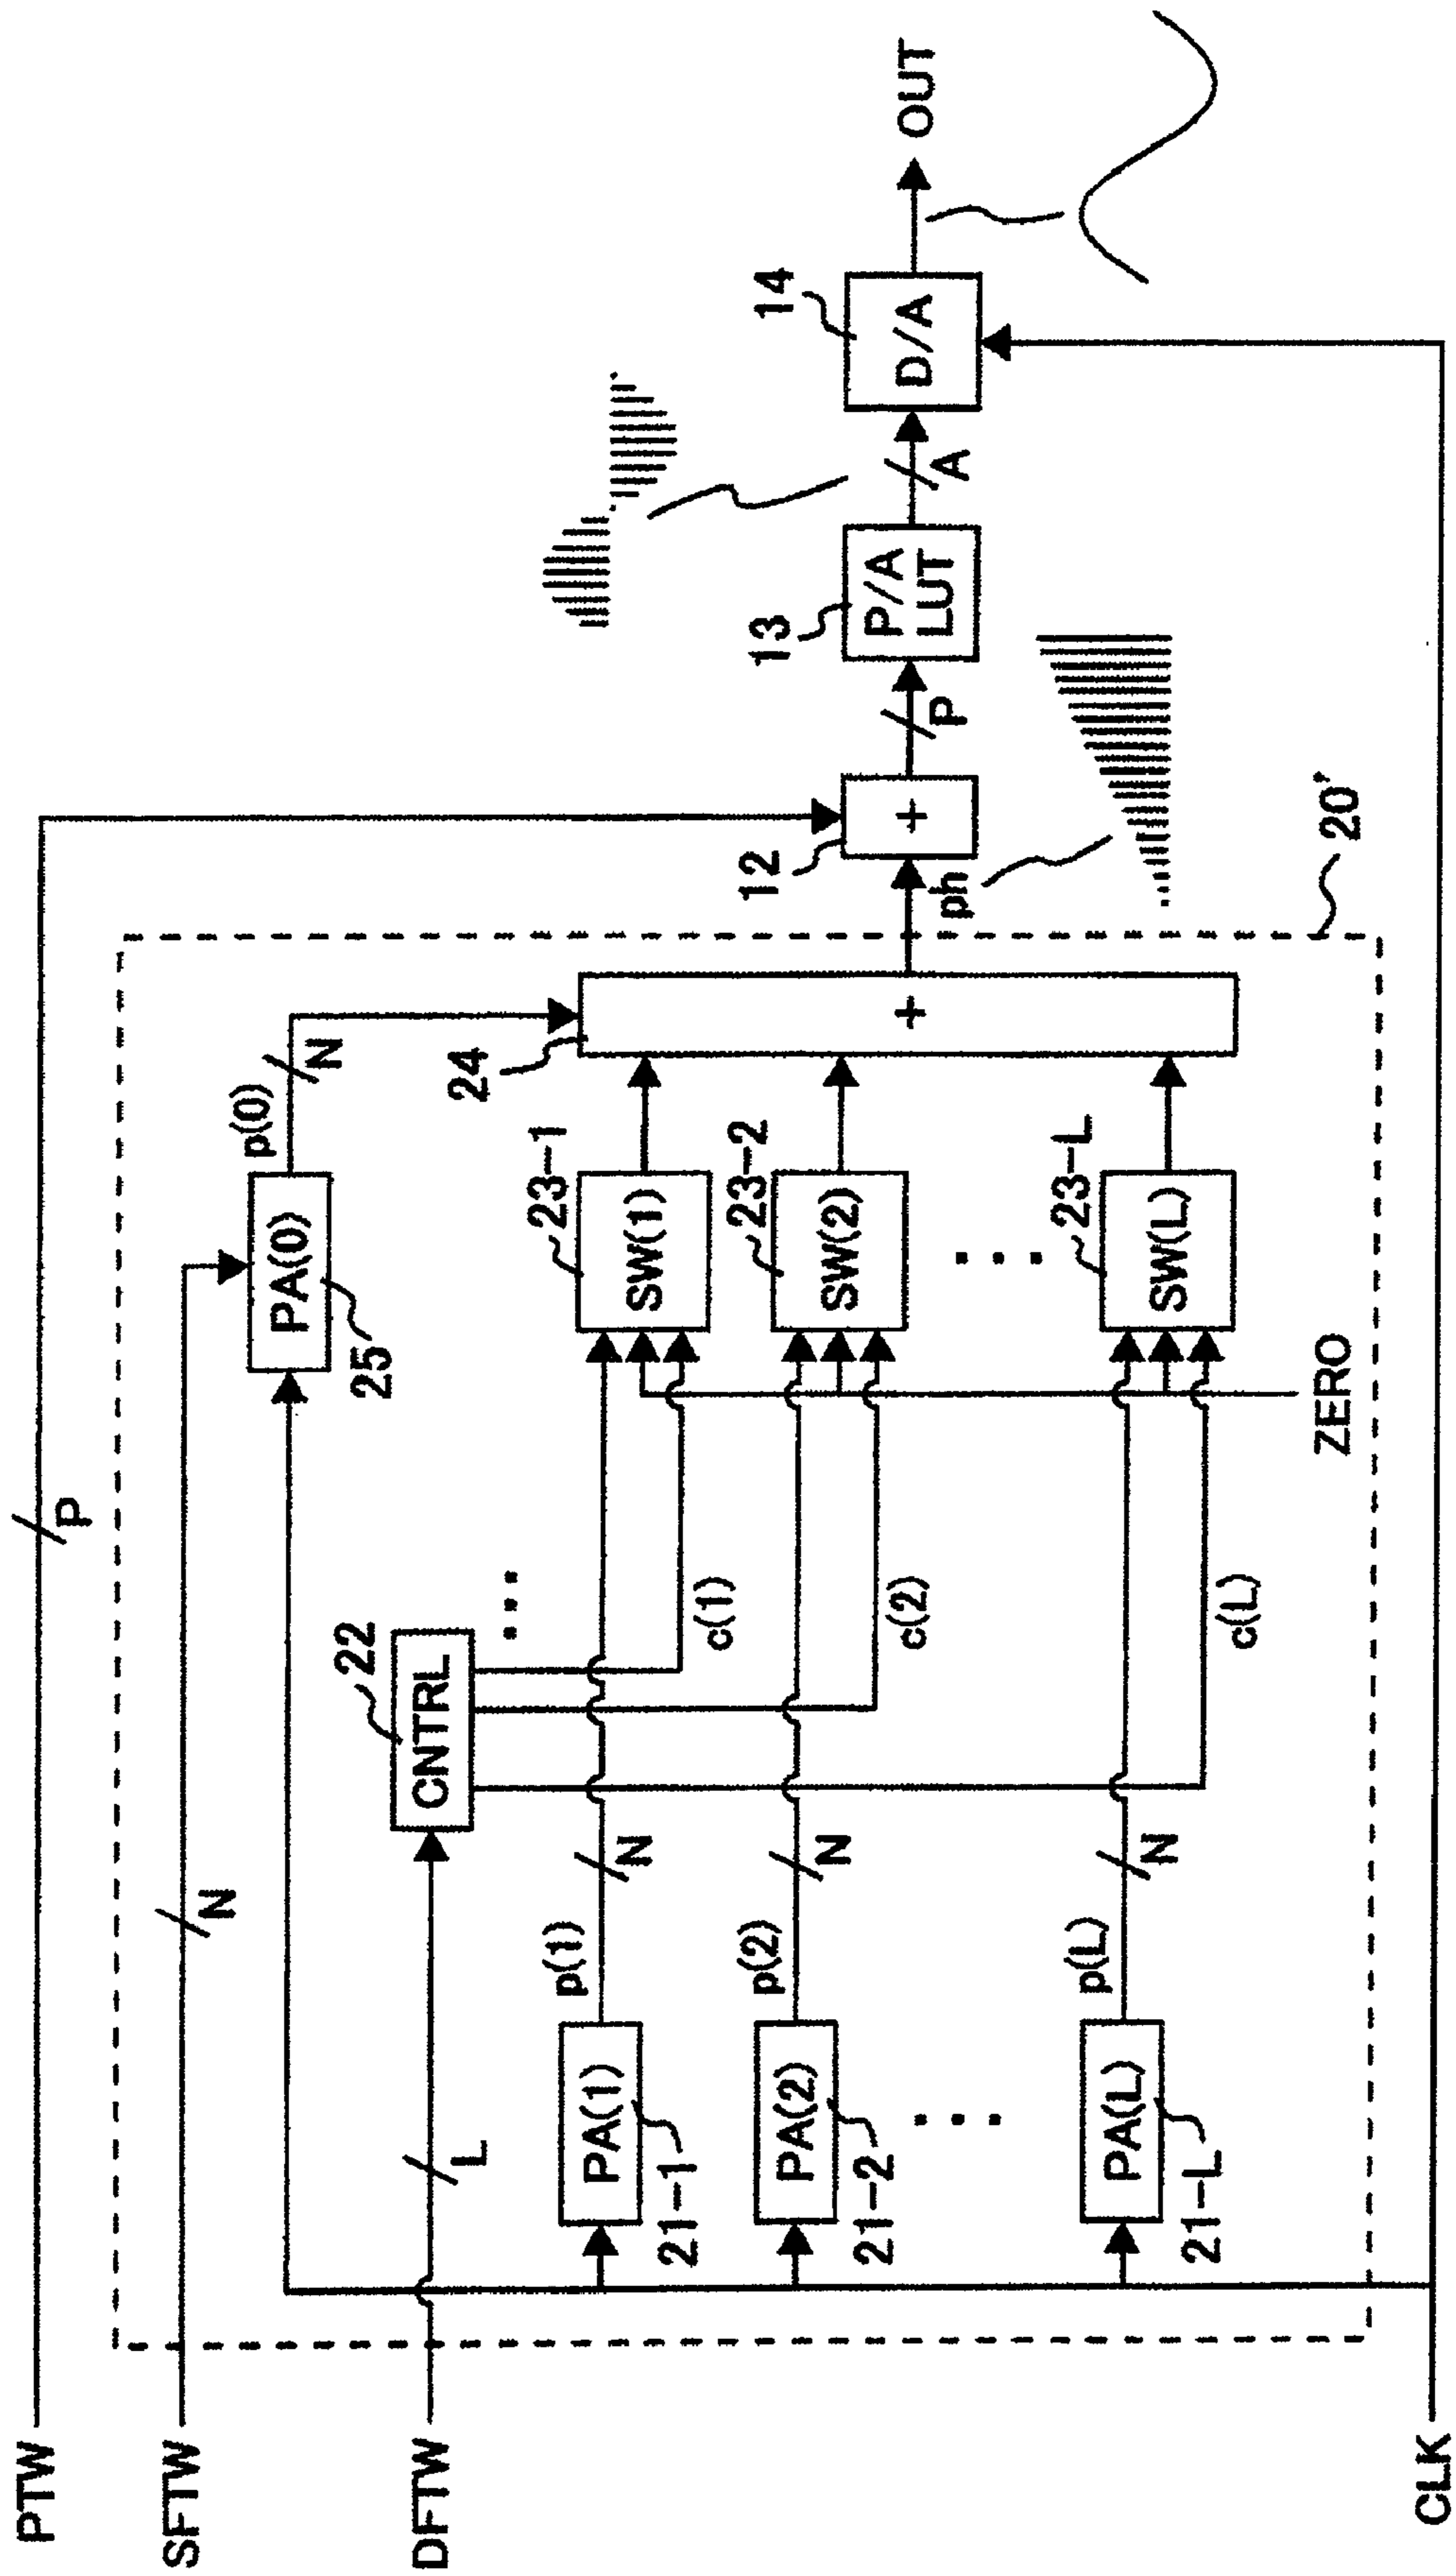 PTW
P
SFTW
N
PA(0)
25
p(0)
N
DFTW
L
CNTRL
22
PA(1)
21-1
p(1)
N
c(1)
SW(1)
23-1
PA(2)
21-2
p(2)
N
c(2)
SW(2)
23-2
PA(L)
21-L
p(L)
N
c(L)
SW(L)
23-L
ZERO
24
+
20'
ph
12
+
P
13
P/A
LUT
A
14
D/A
OUT
CLK